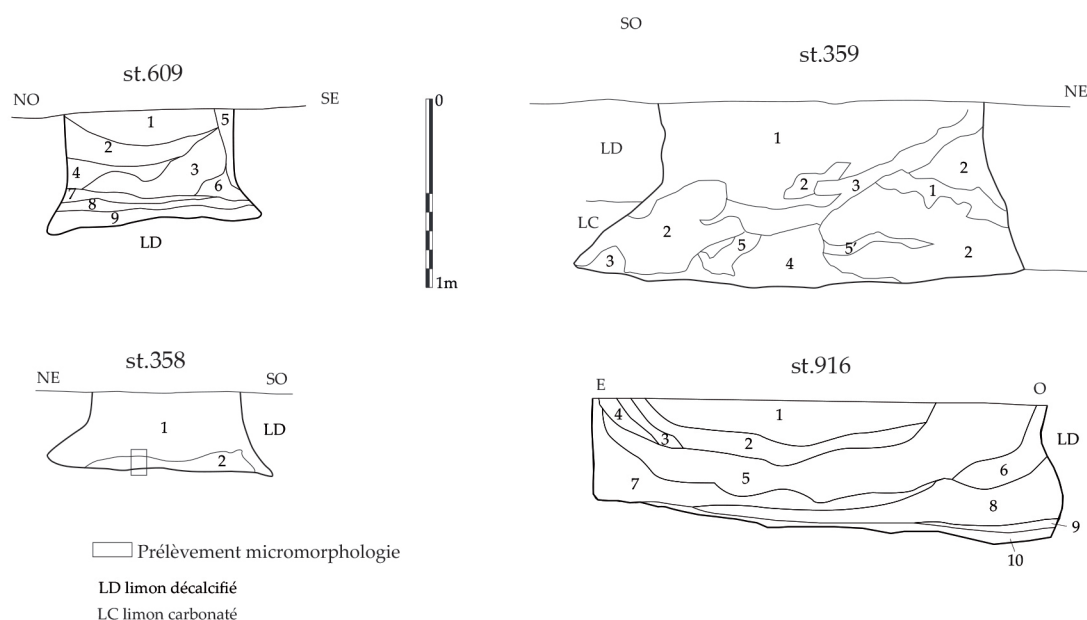 st.609
NO
SE
1
5
2
4
3
7
6
8
9
LD
0
1m
SO
st.359
NE
LD
1
2
2
3
1
LC
2
5
5′
2
3
4
st.358
NE
SO
1
LD
2
st.916
E
O
4
1
3
2
LD
5
6
7
8
9
10
Prélèvement micromorphologie
LD limon décalcifié
LC limon carbonaté